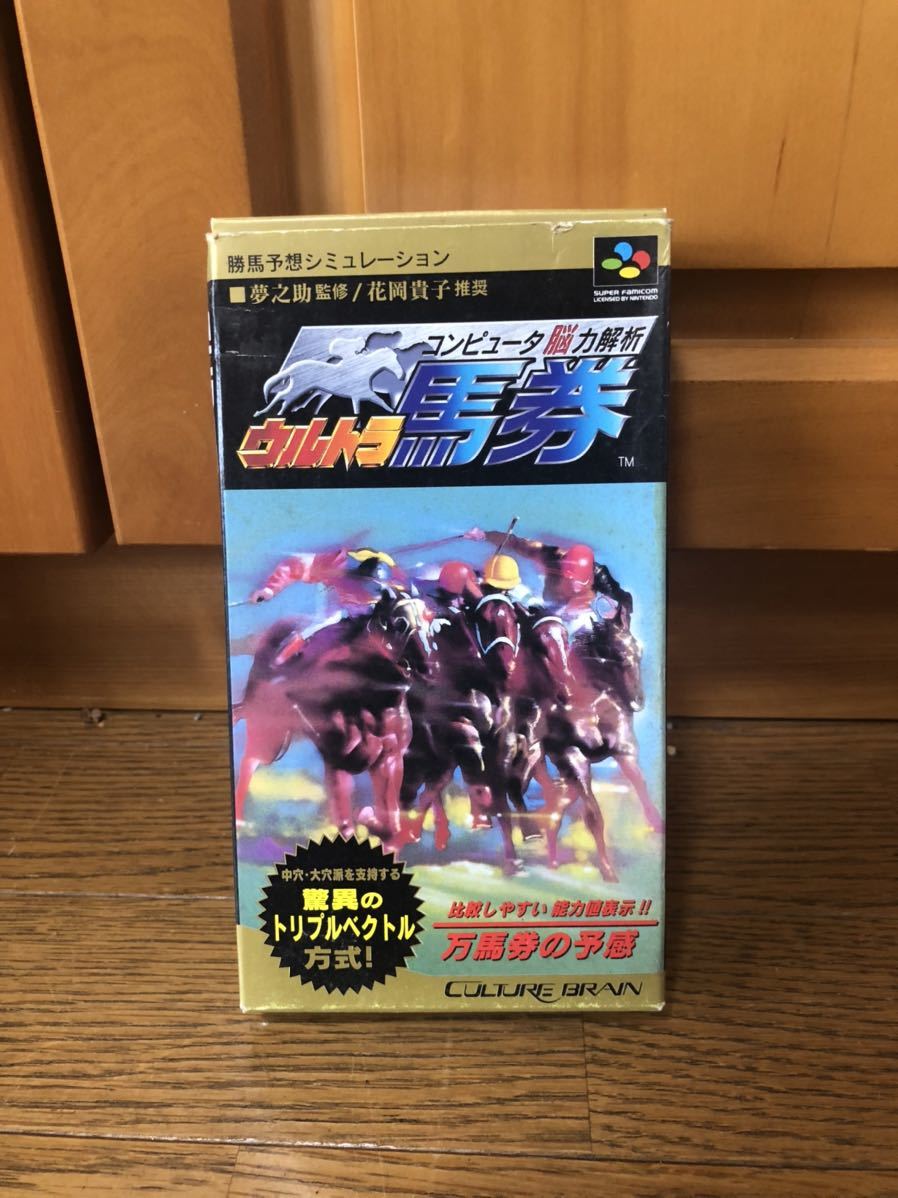 勝馬予想シミュレーション
■夢之助監修/花岡貴子推奨
SUPER FAMICOM
LICENSED BY NINTENDO
コンピュータ脳力解析
ウルトラ馬券
TM
中穴・大穴派を支持する
驚異の
トリプルベクトル
方式!
比較しやすい 能力値表示!!
万馬券の予感
CULTURE BRAIN